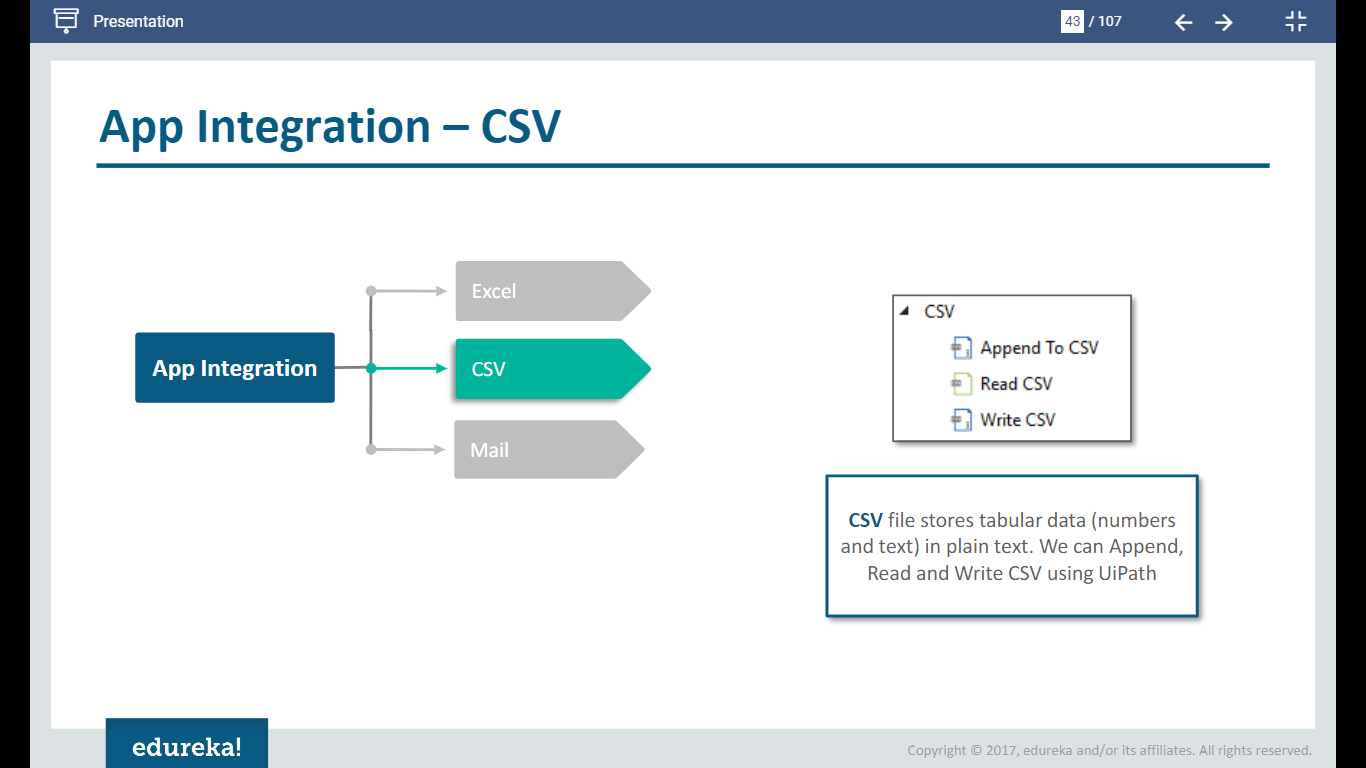 Presentation
43 / 107
App Integration – CSV
Excel
App Integration
CSV
Mail
CSV
Append To CSV
Read CSV
Write CSV
CSV file stores tabular data (numbers
and text) in plain text. We can Append,
Read and Write CSV using UiPath
edureka!
Copyright © 2017, edureka and/or its affiliates. All rights reserved.